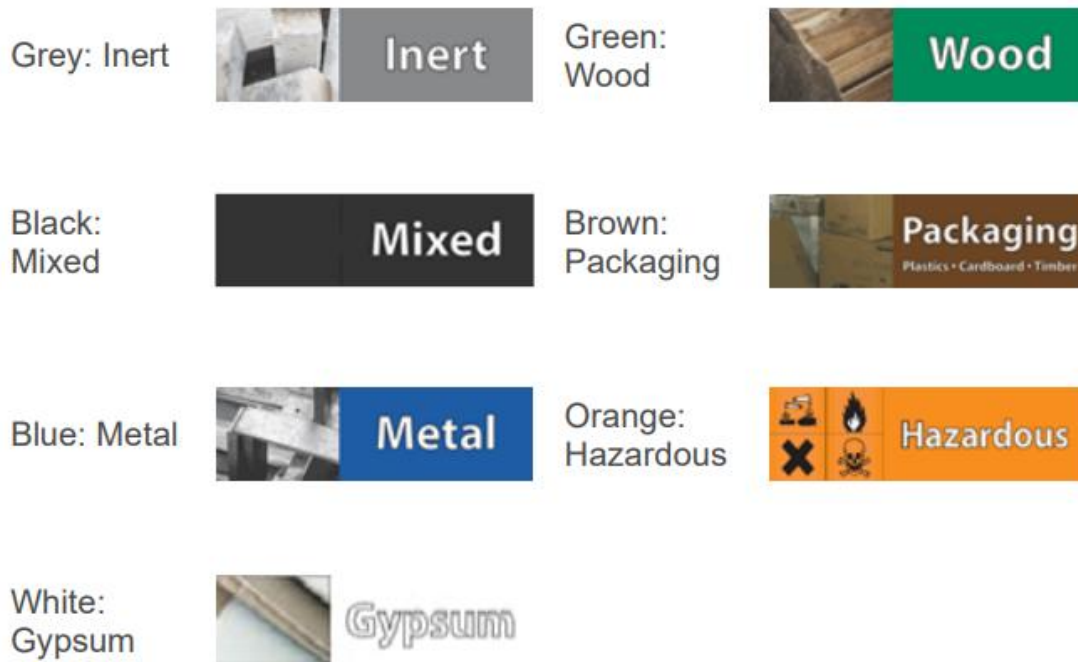 Grey: Inert
Inert
Green:
Wood
Wood
Black:
Mixed
Mixed
Brown:
Packaging
Packaging
Plastics • Cardboard • Timber
Blue: Metal
Metal
Orange:
Hazardous
Hazardous
White:
Gypsum
Gypsum